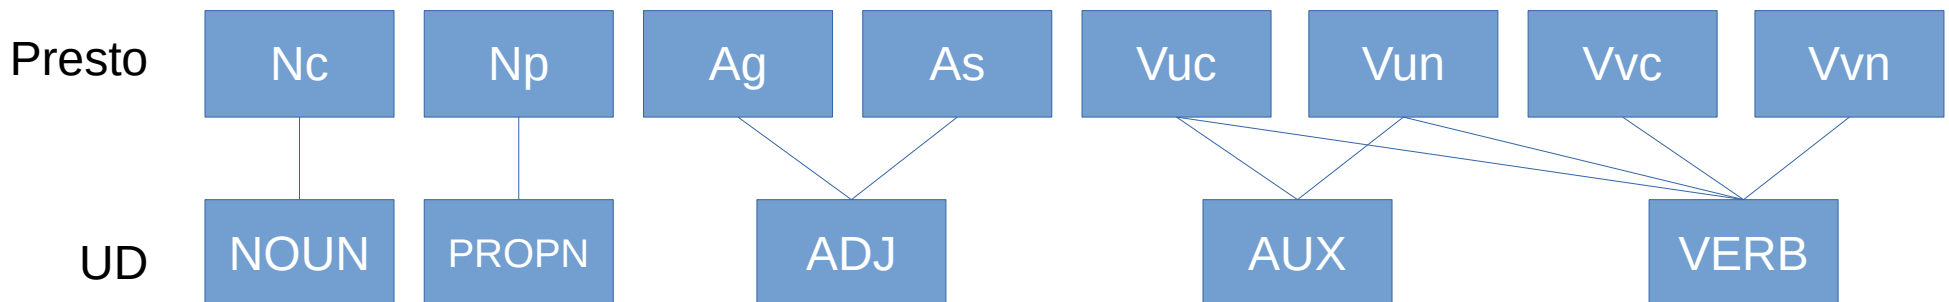 Presto Nc Np Ag As Vuc Vun Vvc Vvn
UD NOUN PROPN ADJ AUX VERB